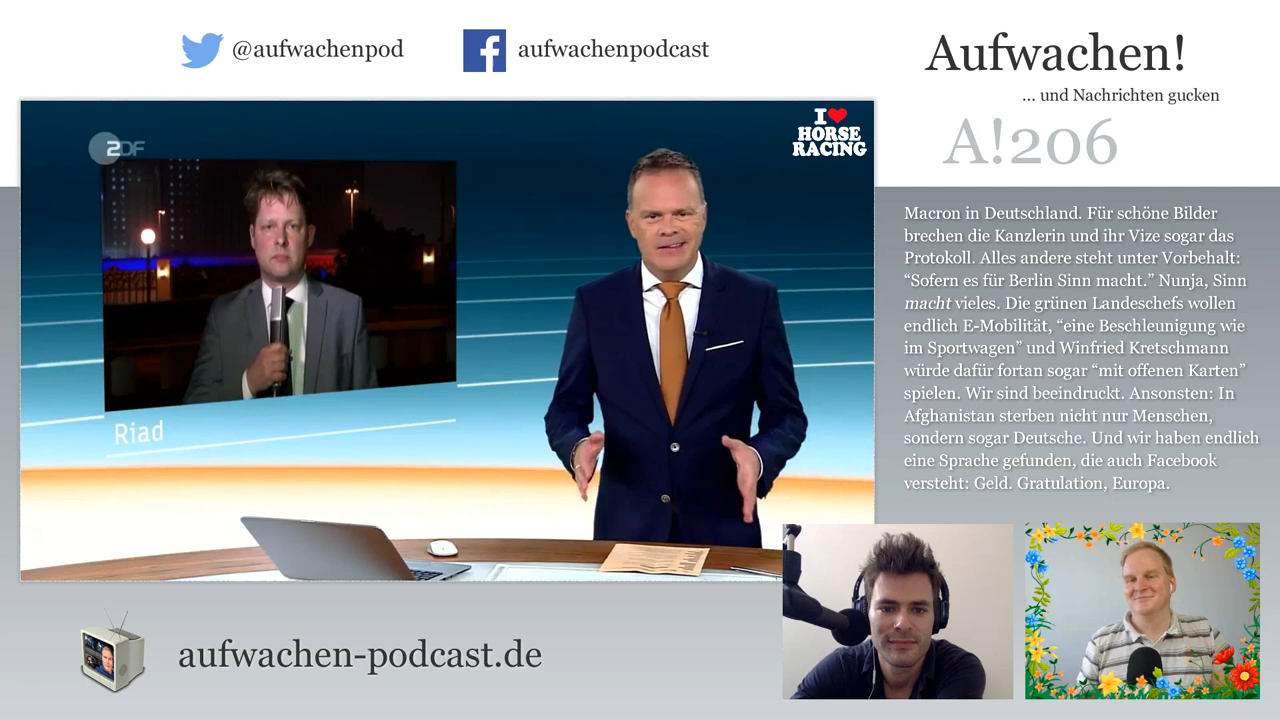 @aufwachenpod
aufwachenpodcast
Aufwachen!
... und Nachrichten gucken
A!206
I
HORSE
RACING
ZDF
Riad
Macron in Deutschland. Für schöne Bilder
brechen die Kanzlerin und ihr Vize sogar das
Protokoll. Alles andere steht unter Vorbehalt:
“Sofern es für Berlin Sinn macht.” Nunja, Sinn
macht vieles. Die grünen Landeschefs wollen
endlich E-Mobilität, “eine Beschleunigung wie
im Sportwagen” und Winfried Kretschmann
würde dafür fortan sogar “mit offenen Karten”
spielen. Wir sind beeindruckt. Ansonsten: In
Afghanistan sterben nicht nur Menschen,
sondern sogar Deutsche. Und wir haben endlich
eine Sprache gefunden, die auch Facebook
versteht: Geld. Gratulation, Europa.
aufwachen-podcast.de